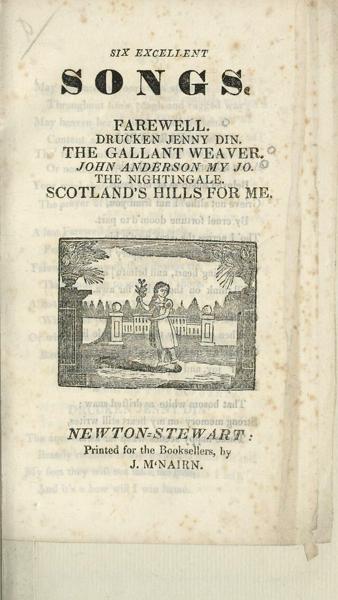 SIX EXCELLENT
SONGS.
FAREWELL.
DRUCKEN JENNY DIN.
THE GALLANT WEAVER.
JOHN ANDERSON MY JO.
THE NIGHTINGALE.
SCOTLAND'S HILLS FOR ME.
NEWTON-STEWART:
Printed for the Booksellers, by
J. M‘NAIRN.